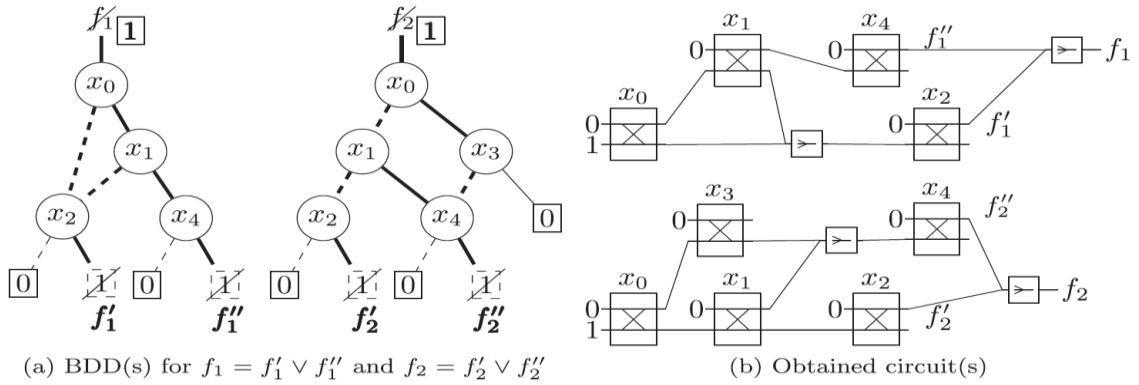 f₁ 1
x₀
x₁
x₂ x₄
0 1 0 1
f₁′ f₁″
f₂ 1
x₀
x₁ x₃
x₂ x₄ 0
0 1 0 1
f₂′ f₂″
(a) BDD(s) for f₁ = f₁′ ∨ f₁″ and f₂ = f₂′ ∨ f₂″
x₁ x₄
0 0 f₁″ f₁
x₀ x₂
0 0 f₁′
1
x₃ x₄
0 0 f₂″
x₀ x₁ x₂ f₂
0 0 0 f₂′
1
(b) Obtained circuit(s)